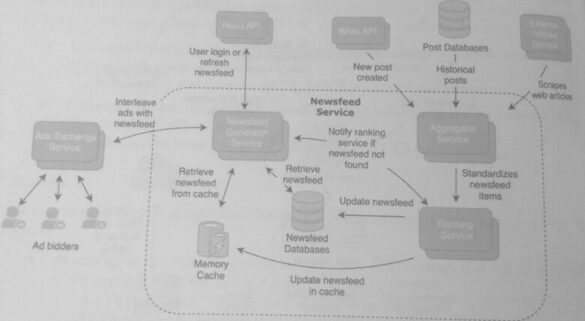 Read API
Write API
Post Databases
User login or
refresh
newsfeed
New post
created
Historical
posts
Scrapes
web articles
Interleave
ads with
newsfeed
Newsfeed
Service
Ads Exchange
Service
Newsfeed
Generator
Service
Notify ranking
service if
newsfeed not
found
Aggregator
Service
Retrieve
newsfeed
from cache
Retrieve
newsfeed
Standardizes
newsfeed
items
Update newsfeed
Ranking
Service
Ad bidders
Newsfeed
Databases
Memory
Cache
Update newsfeed
in cache